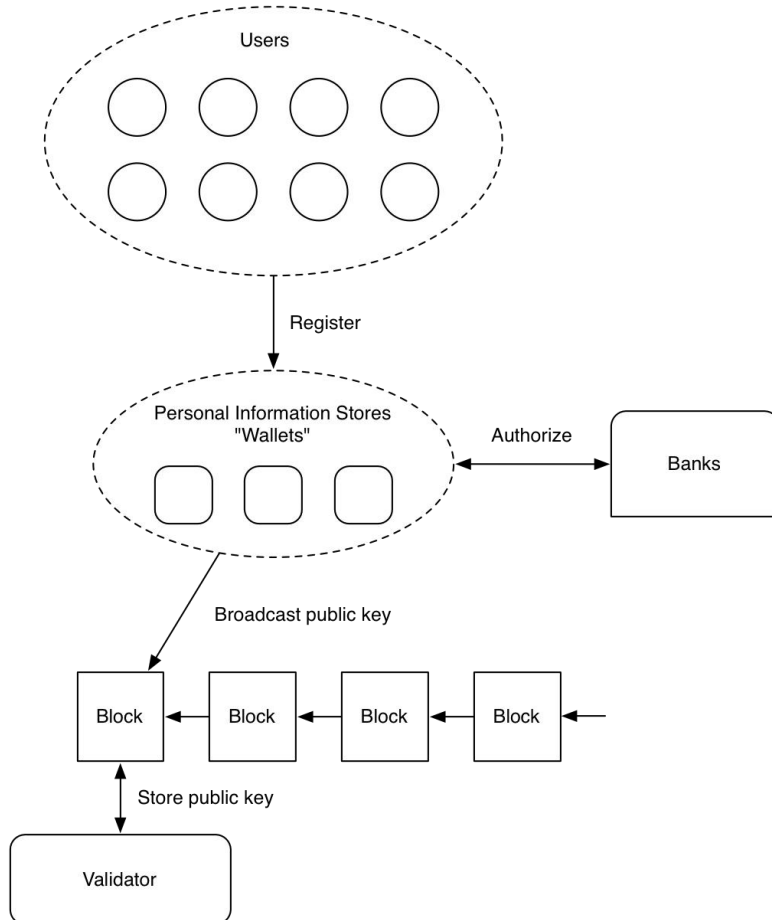 Users
Register
Personal Information Stores
"Wallets"
Authorize
Banks
Broadcast public key
Block
Block
Block
Block
Store public key
Validator